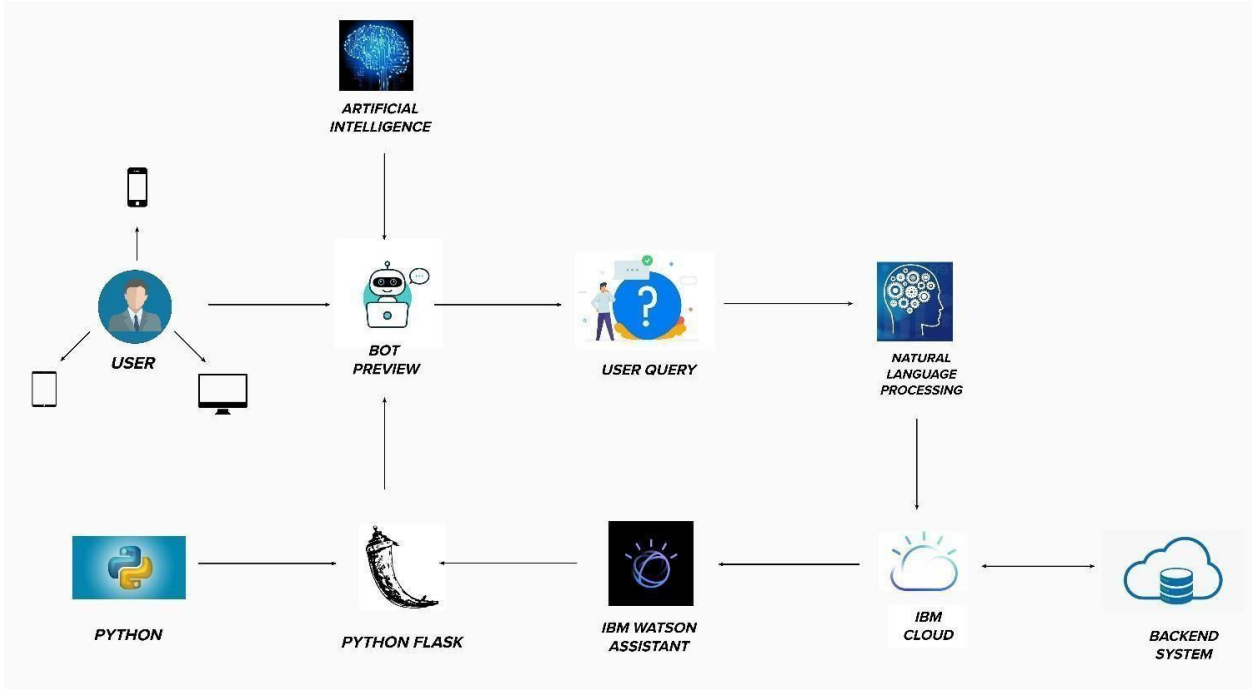 ARTIFICIAL
INTELLIGENCE
USER
BOT
PREVIEW
USER QUERY
NATURAL
LANGUAGE
PROCESSING
PYTHON
PYTHON FLASK
IBM WATSON
ASSISTANT
IBM
CLOUD
BACKEND
SYSTEM